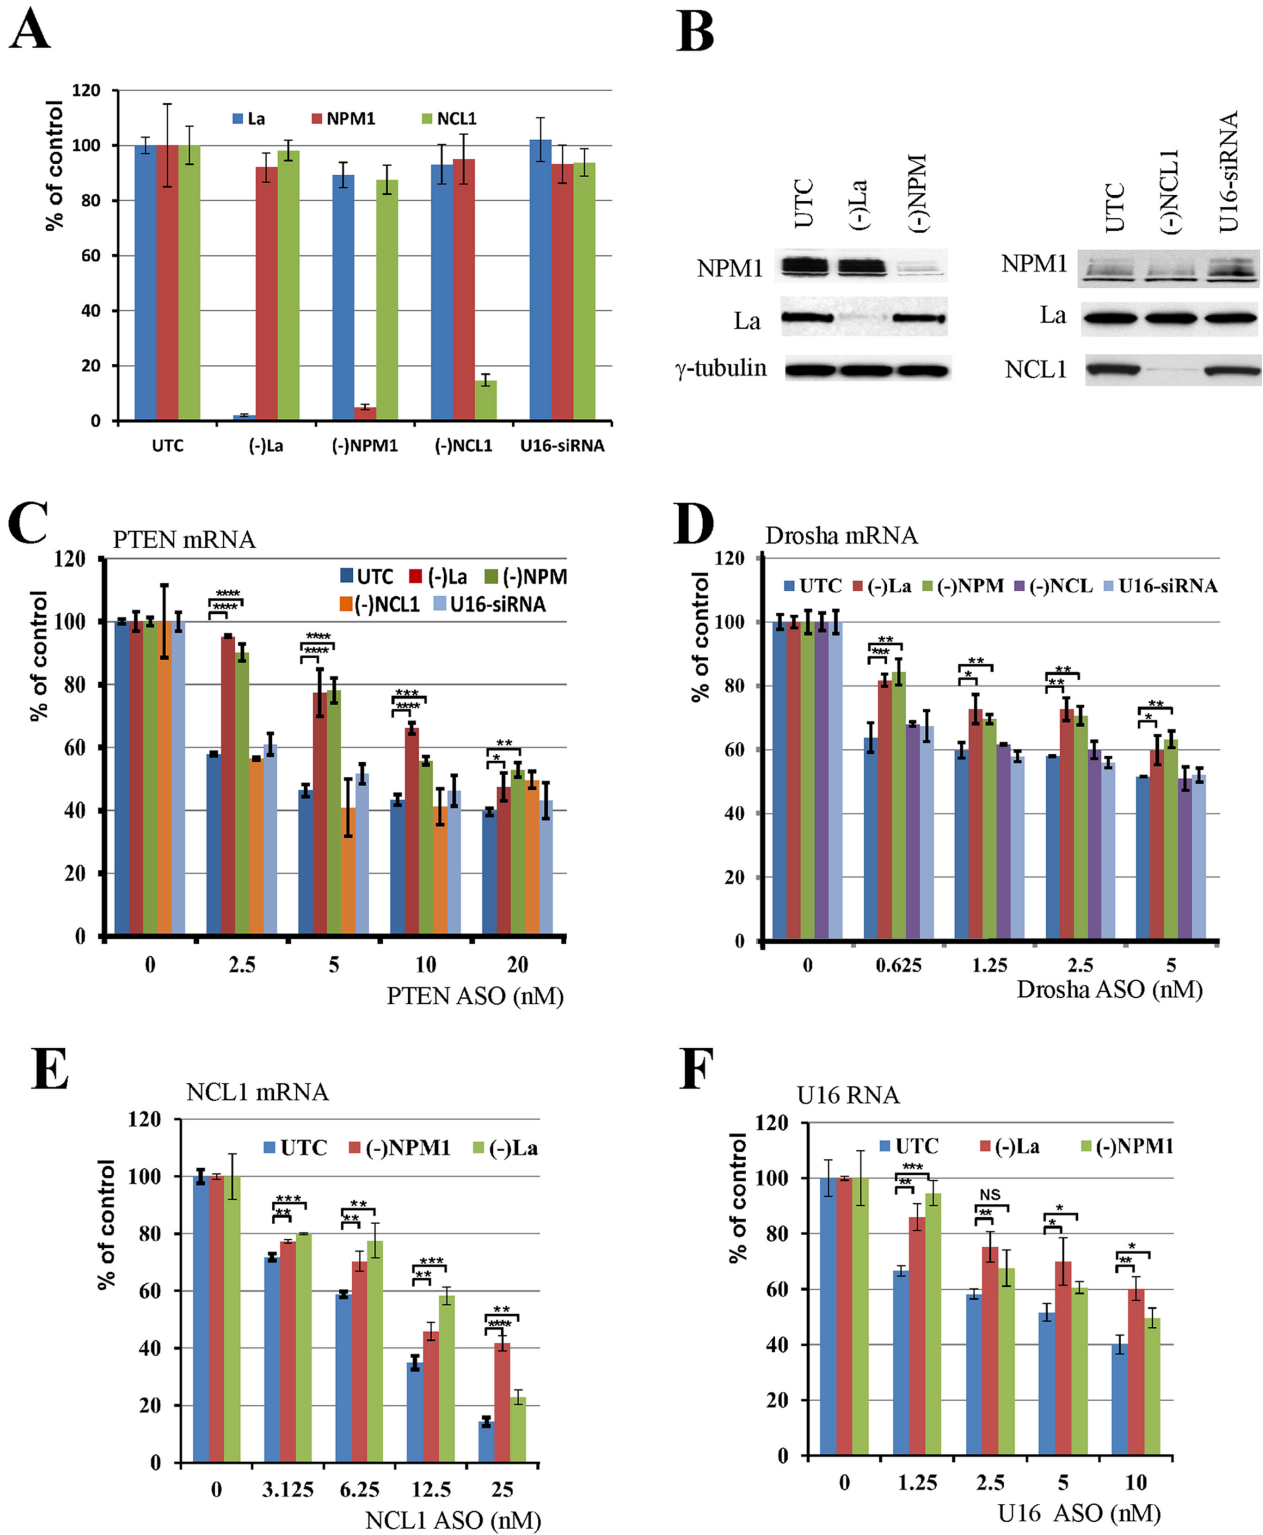 A
120
100
80
60
40
20
0
% of control
La NPM1 NCL1
UTC (-)La (-)NPM1 (-)NCL1 U16-siRNA
B
UTC (-)La (-)NPM
NPM1
La
γ-tubulin
UTC (-)NCL1 U16-siRNA
NPM1
La
NCL1
C
PTEN mRNA
120
100
80
60
40
20
0
% of control
UTC (-)La (-)NPM
(-)NCL1 U16-siRNA
****
****
****
****
***
****
**
*
0 2.5 5 10 20
PTEN ASO (nM)
D
Drosha mRNA
120
100
80
60
40
20
0
% of control
UTC (-)La (-)NPM (-)NCL U16-siRNA
**
***
**
*
**
**
**
*
0 0.625 1.25 2.5 5
Drosha ASO (nM)
E
NCL1 mRNA
120
100
80
60
40
20
0
% of control
UTC (-)NPM1 (-)La
***
**
**
**
***
**
**
****
0 3.125 6.25 12.5 25
NCL1 ASO (nM)
F
U16 RNA
120
100
80
60
40
20
0
% of control
UTC (-)La (-)NPM1
***
**
NS
**
*
*
*
**
0 1.25 2.5 5 10
U16 ASO (nM)